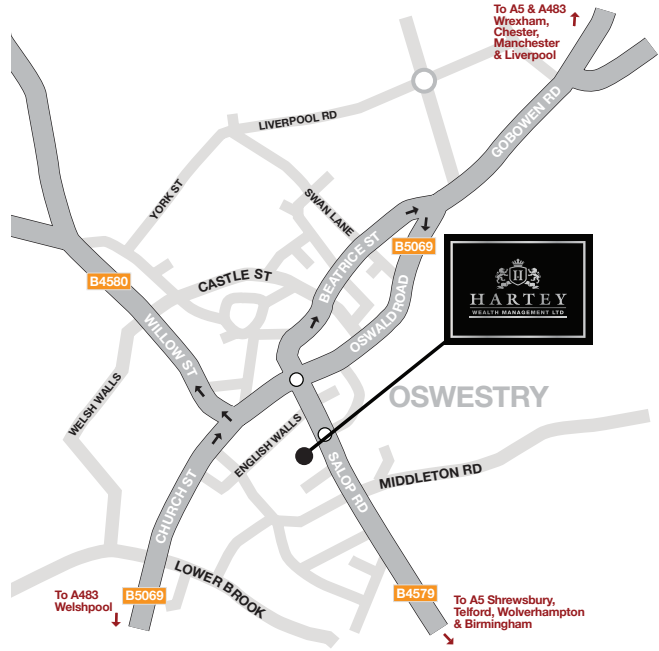 To A5 & A483
Wrexham,
Chester,
Manchester
& Liverpool
GOBOWEN RD
LIVERPOOL RD
YORK ST
SWAN LANE
BEATRICE ST
B5069
CASTLE ST
B4580
OSWALD ROAD
H
HARTEY
WEALTH MANAGEMENT LTD
WILLOW ST
OSWESTRY
WELSH WALLS
ENGLISH WALLS
SALOP RD
MIDDLETON RD
CHURCH ST
LOWER BROOK
To A483
Welshpool
B5069
B4579
To A5 Shrewsbury,
Telford, Wolverhampton
& Birmingham